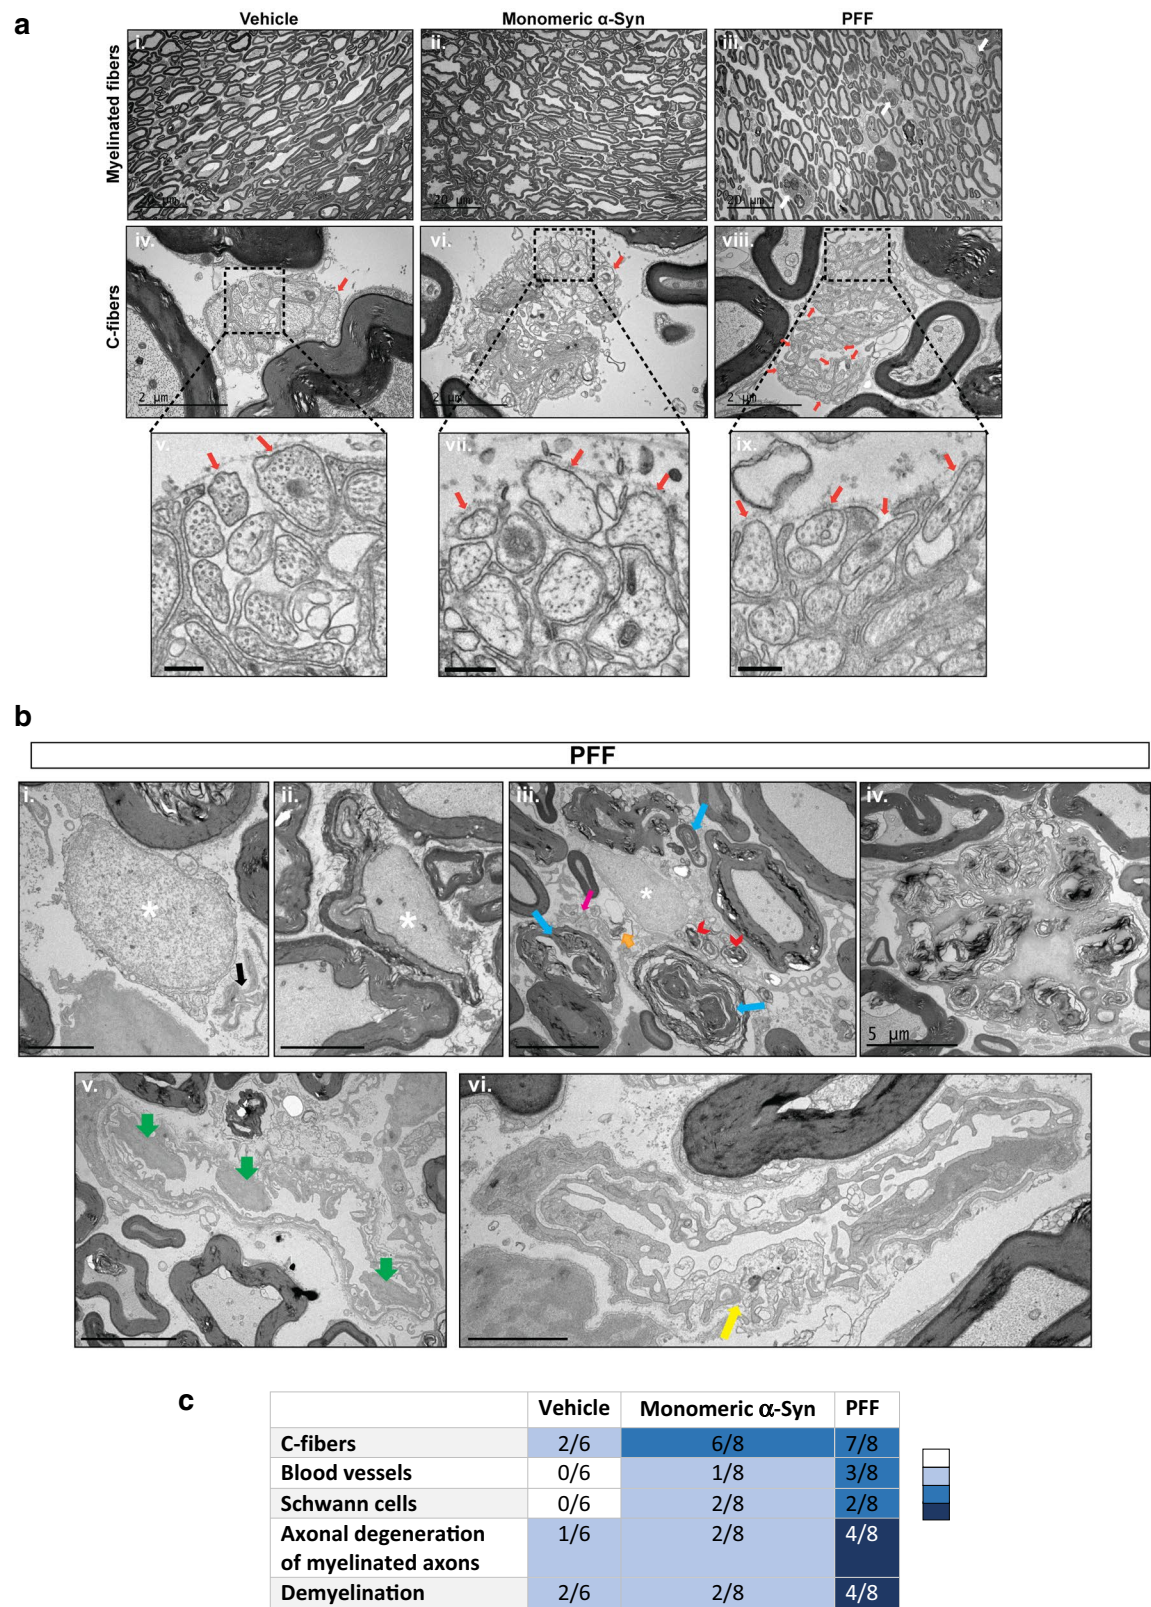 a
Vehicle
Monomeric α-Syn
PFF
Myelinated fibers
i.
ii.
iii.
20 μm
20 μm
20 μm
C-fibers
iv.
vi.
viii.
2 μm
2 μm
2 μm
v.
vii.
ix.
b
PFF
i.
ii.
iii.
iv.
*
*
*
5 μm
v.
vi.
c
Vehicle Monomeric α-Syn PFF
C-fibers 2/6 6/8 7/8
Blood vessels 0/6 1/8 3/8
Schwann cells 0/6 2/8 2/8
Axonal degeneration 1/6 2/8 4/8
of myelinated axons
Demyelination 2/6 2/8 4/8